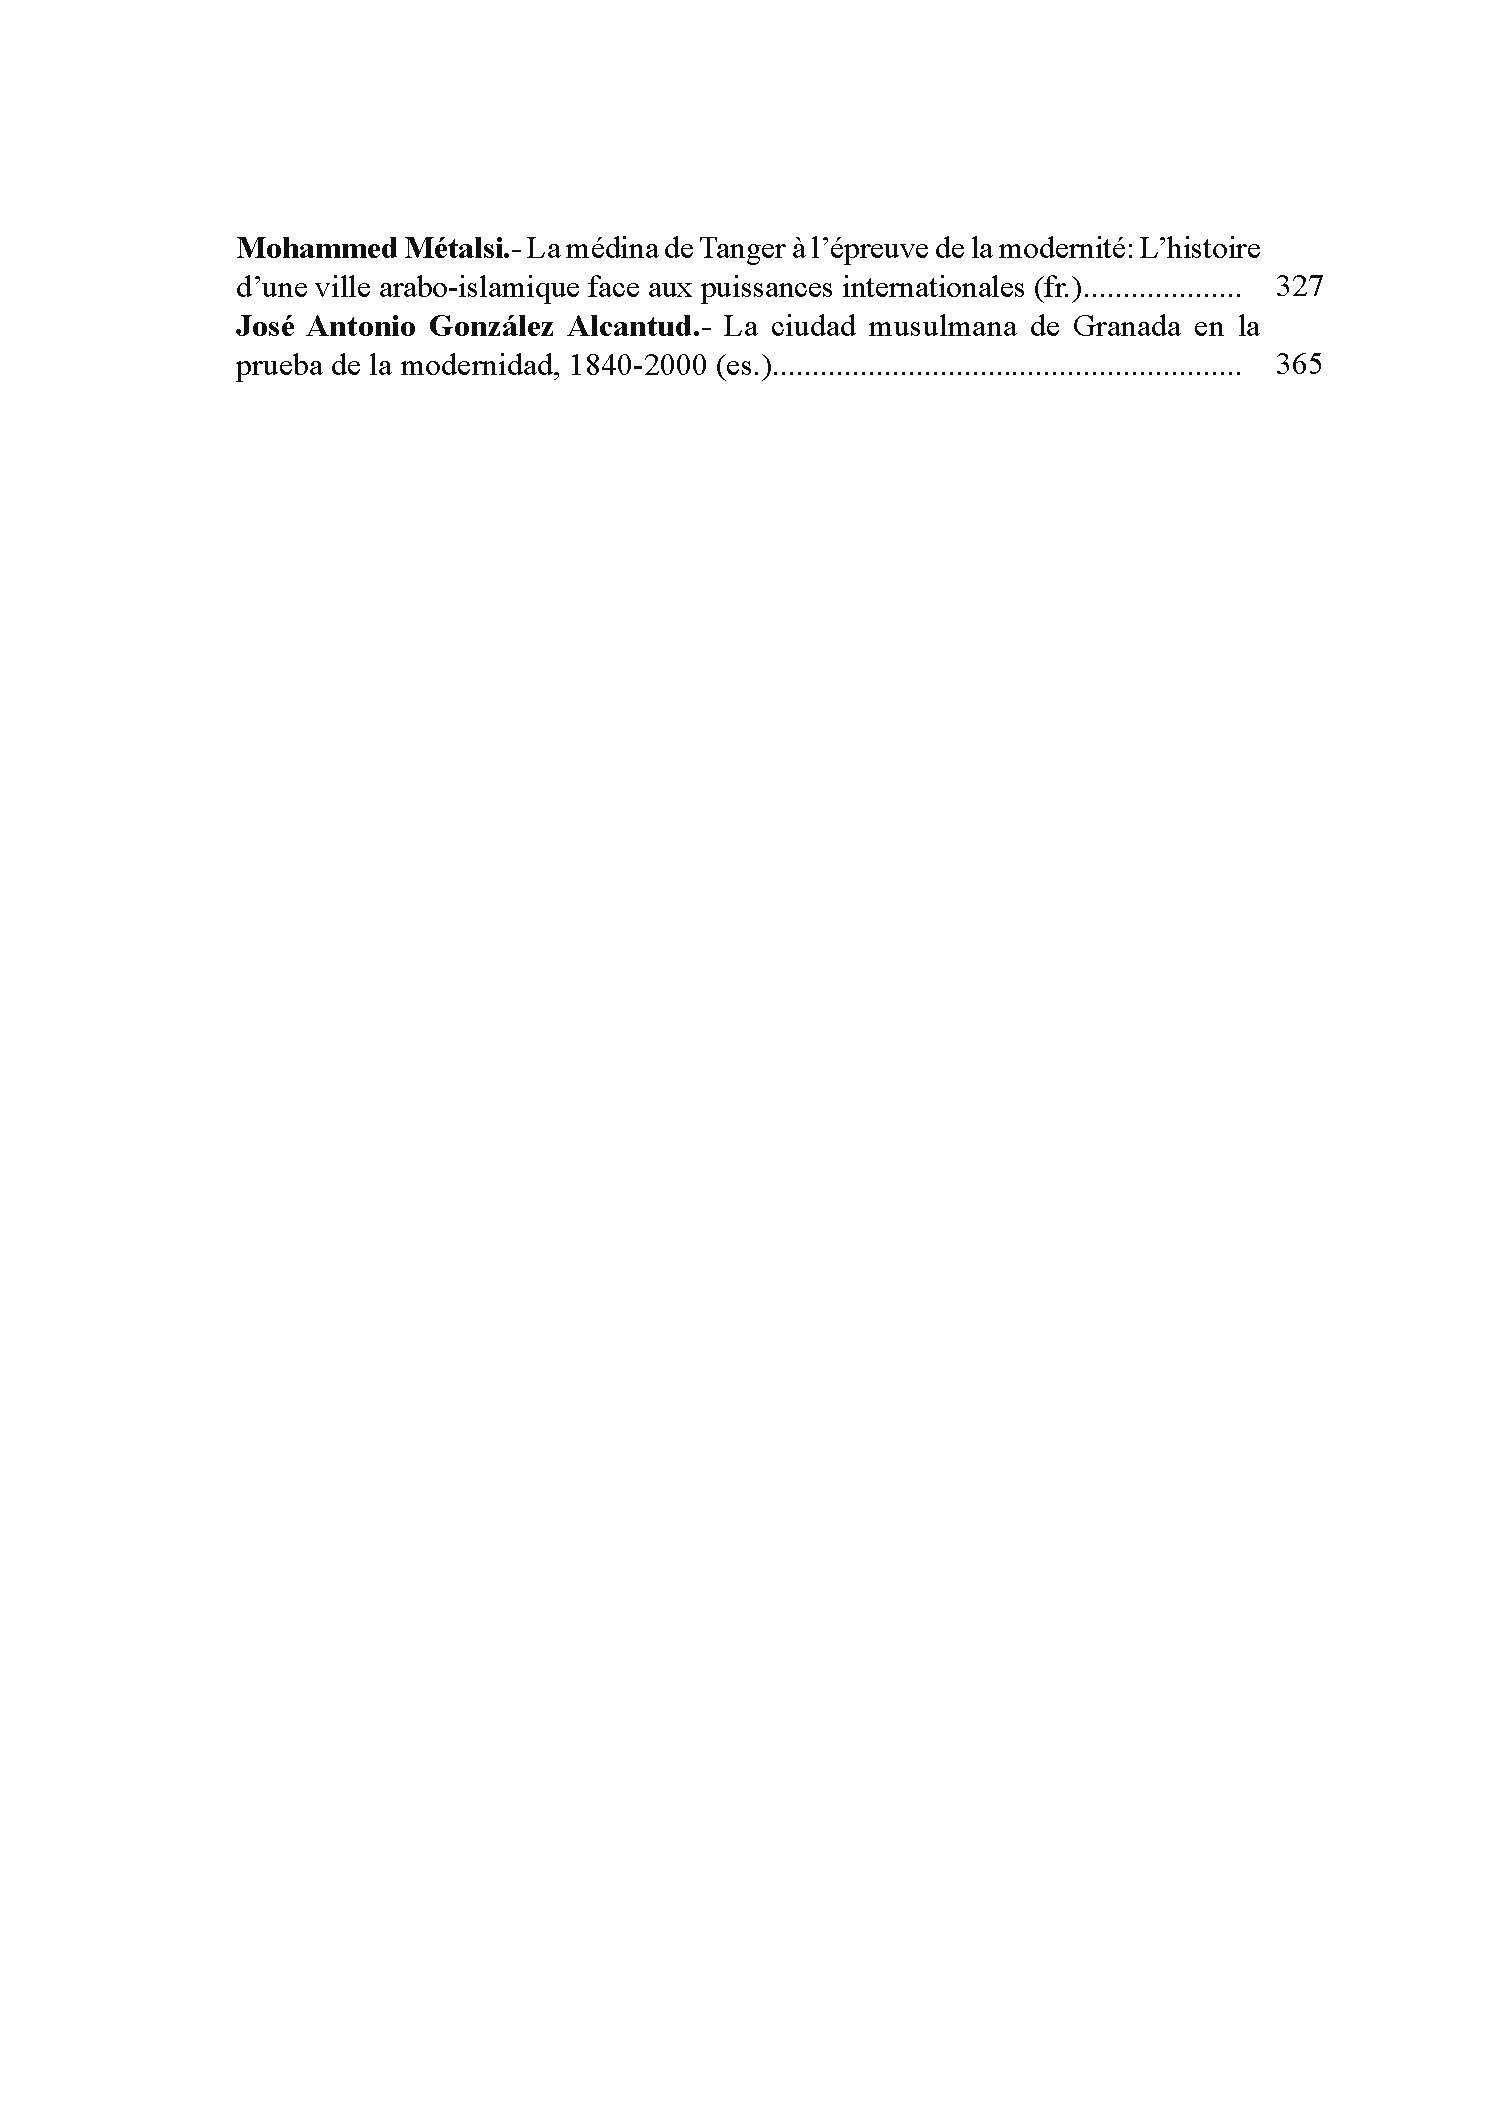 Mohammed Métalsi.- La médina de Tanger à l’épreuve de la modernité: L’histoire
d’une ville arabo-islamique face aux puissances internationales (fr.).................... 327
José Antonio González Alcantud.- La ciudad musulmana de Granada en la
prueba de la modernidad, 1840-2000 (es.)........................................................... 365